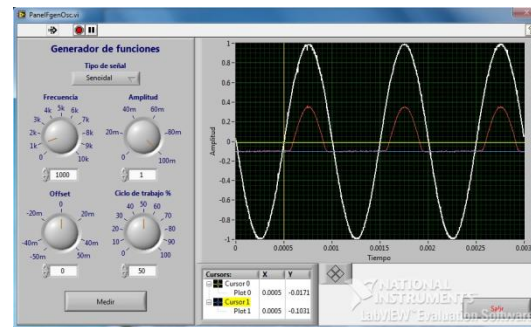 PanelFgenOsc.vi
Generador de funciones
Tipo de señal
Senoidal
Frecuencia
Amplitud
4k 5k 6k
3k 7k
2k 8k
1k 9k
0 10k
40m 60m
20m 80m
0 100m
1000
1
Offset
Ciclo de trabajo %
0
-20m 20m
-40m 40m
-50m 50m
40 50 60
30 70
20 80
10 90
0 100
0
50
Medir
Amplitud
1
0.8
0.6
0.4
0.2
0
-0.2
-0.4
-0.6
-0.8
-1
0 0.0005 0.001 0.0015 0.002 0.0025 0.003
Tiempo
Cursors: X Y
Cursor 0
Plot 0 0.0005 -0.0171
Cursor 1
Plot 1 0.0005 -0.1031
NATIONAL
INSTRUMENTS
LabVIEW™ Evaluation Software
Salir